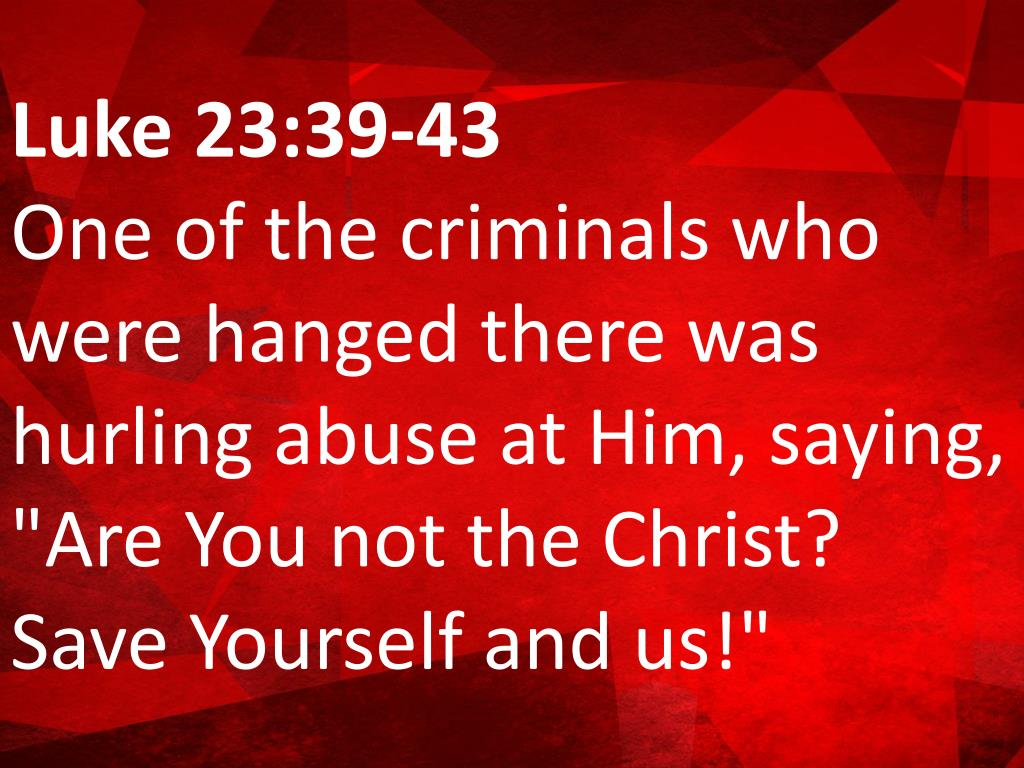 Luke 23:39-43
One of the criminals who
were hanged there was
hurling abuse at Him, saying,
"Are You not the Christ?
Save Yourself and us!"